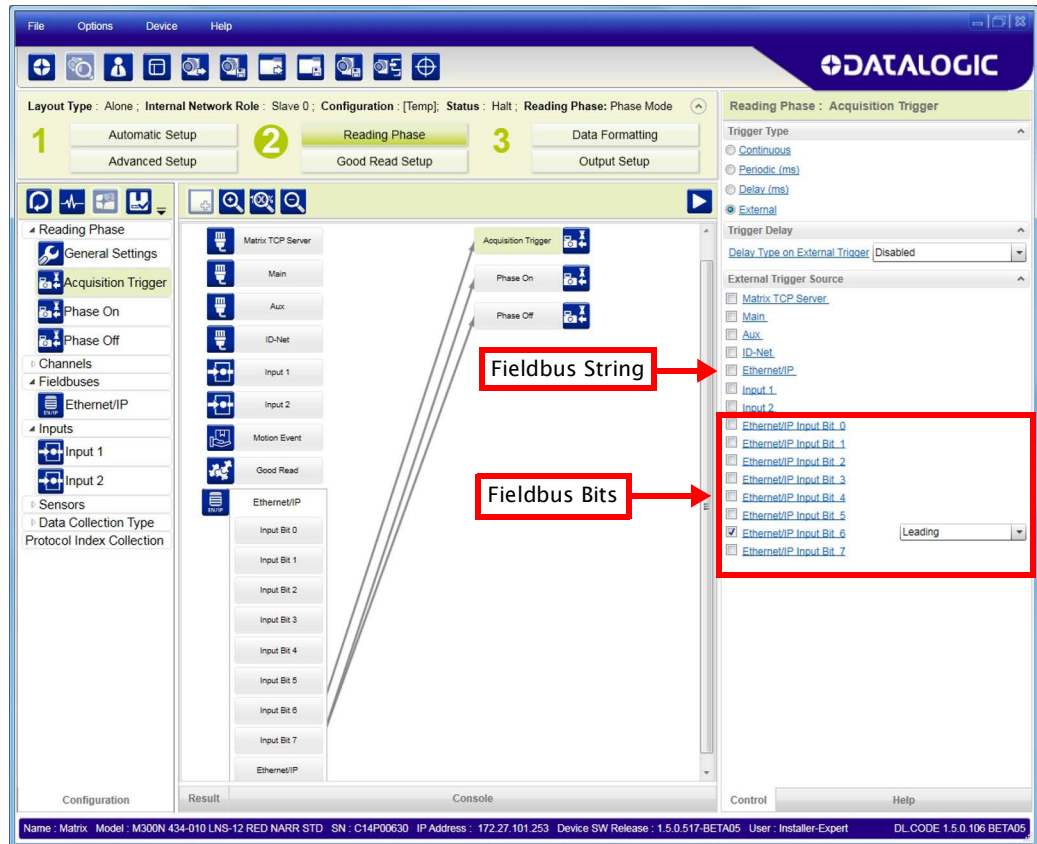 File Options Device Help
DATALOGIC
Layout Type : Alone ; Internal Network Role : Slave 0 ; Configuration : [Temp]; Status : Halt ; Reading Phase: Phase Mode
1 Automatic Setup 2 Reading Phase 3 Data Formatting
Advanced Setup Good Read Setup Output Setup
Reading Phase
General Settings
Acquisition Trigger
Phase On
Phase Off
Channels
Fieldbuses
EN/IP Ethernet/IP
Inputs
Input 1
Input 2
Sensors
Data Collection Type
Protocol Index Collection
Configuration
100%
Matrix TCP Server
Main
Aux
ID-Net
Input 1
Input 2
Motion Event
Good Read
EN/IP Ethernet/IP
Input Bit 0
Input Bit 1
Input Bit 2
Input Bit 3
Input Bit 4
Input Bit 5
Input Bit 6
Input Bit 7
Ethernet/IP
Acquisition Trigger
Phase On
Phase Off
Fieldbus String
Fieldbus Bits
Result Console
Reading Phase : Acquisition Trigger
Trigger Type
Continuous
Periodic (ms)
Delay (ms)
External
Trigger Delay
Delay Type on External Trigger Disabled
External Trigger Source
Matrix TCP Server
Main
Aux
ID-Net
Ethernet/IP
Input 1
Input 2
Ethernet/IP Input Bit 0
Ethernet/IP Input Bit 1
Ethernet/IP Input Bit 2
Ethernet/IP Input Bit 3
Ethernet/IP Input Bit 4
Ethernet/IP Input Bit 5
Ethernet/IP Input Bit 6 Leading
Ethernet/IP Input Bit 7
Control Help
Name : Matrix Model : M300N 434-010 LNS-12 RED NARR STD SN : C14P00630 IP Address : 172.27.101.253 Device SW Release : 1.5.0.517-BETA05 User : Installer-Expert DL.CODE 1.5.0.106 BETA05